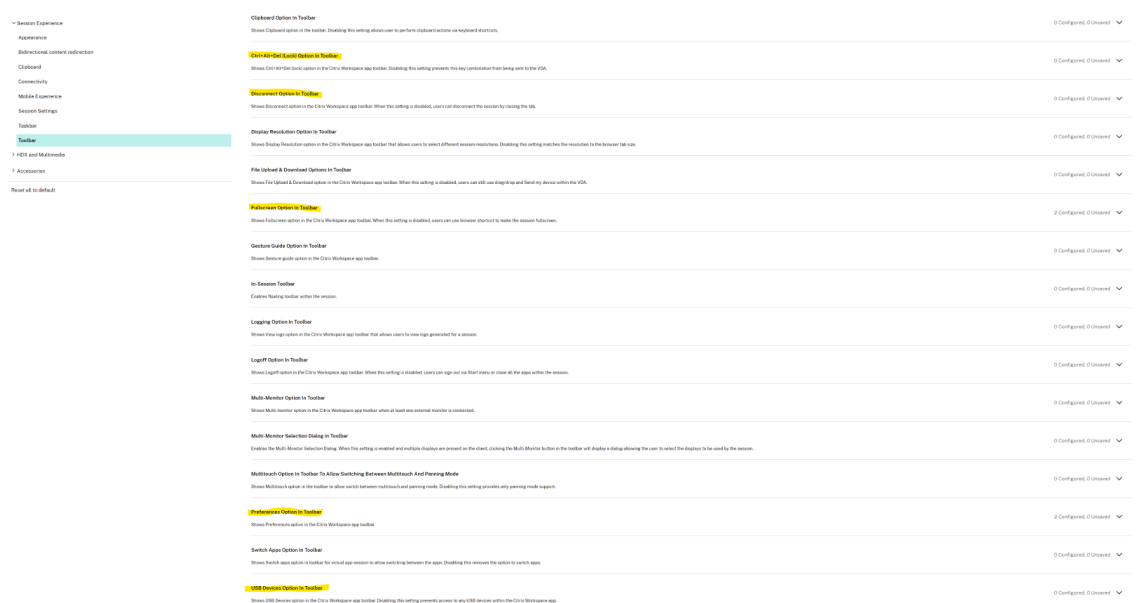 Session Experience
Appearance
Bidirectional content redirection
Clipboard
Connectivity
Mobile Experience
Session Settings
Taskbar
Toolbar
HDX and Multimedia
Accessories
Reset all to default
Clipboard Option In Toolbar
0 Configured, 0 Unsaved
Shows Clipboard option in the toolbar. Disabling this setting allows user to perform clipboard actions via keyboard shortcuts.
Ctrl+Alt+Del (Lock) Option In Toolbar
0 Configured, 0 Unsaved
Shows Ctrl+Alt+Del (lock) option in the Citrix Workspace app toolbar. Disabling this setting prevents this key combination from being sent to the VDA.
Disconnect Option In Toolbar
0 Configured, 0 Unsaved
Shows Disconnect option in the Citrix Workspace app toolbar. When this setting is disabled, users can disconnect the session by closing the tab.
Display Resolution Option In Toolbar
0 Configured, 0 Unsaved
Shows Display Resolution option in the Citrix Workspace app toolbar that allows users to select different session resolutions. Disabling this setting matches the resolution to the browser tab size.
File Upload & Download Options In Toolbar
0 Configured, 0 Unsaved
Shows File Upload & Download option in the Citrix Workspace app toolbar. When this setting is disabled, users can still use drag/drop and Send my device within the VDA.
Fullscreen Option In Toolbar
2 Configured, 0 Unsaved
Shows Fullscreen option in the Citrix Workspace app toolbar. When this setting is disabled, users can use browser shortcut to make the session fullscreen.
Gesture Guide Option In Toolbar
0 Configured, 0 Unsaved
Shows Gesture guide option in the Citrix Workspace app toolbar.
In-Session Toolbar
0 Configured, 0 Unsaved
Enables floating toolbar within the session.
Logging Option In Toolbar
0 Configured, 0 Unsaved
Shows View logs option in the Citrix Workspace app toolbar that allows users to view logs generated for a session.
Logoff Option In Toolbar
0 Configured, 0 Unsaved
Shows Logoff option in the Citrix Workspace app toolbar. When this setting is disabled, users can sign out via Start menu or close all the apps within the session.
Multi-Monitor Option In Toolbar
0 Configured, 0 Unsaved
Shows Multi-monitor option in the Citrix Workspace app toolbar when at least one external monitor is connected.
Multi-Monitor Selection Dialog In Toolbar
0 Configured, 0 Unsaved
Enables the Multi-Monitor Selection Dialog. When this setting is enabled and multiple displays are present on the client, clicking the Multi-Monitor button in the toolbar will display a dialog allowing the user to select the displays to be used by the session.
Multitouch Option In Toolbar To Allow Switching Between Multitouch And Panning Mode
0 Configured, 0 Unsaved
Shows Multitouch option in the toolbar to allow switch between multitouch and panning mode. Disabling this setting provides only panning mode support.
Preferences Option In Toolbar
2 Configured, 0 Unsaved
Shows Preferences option in the Citrix Workspace app toolbar.
Switch Apps Option In Toolbar
0 Configured, 0 Unsaved
Shows Switch apps option in toolbar for virtual app session to allow switching between the apps. Disabling this removes the option to switch apps.
USB Devices Option In Toolbar
0 Configured, 0 Unsaved
Shows USB Devices option in the Citrix Workspace app toolbar. Disabling this setting prevents access to any USB devices within the Citrix Workspace app.